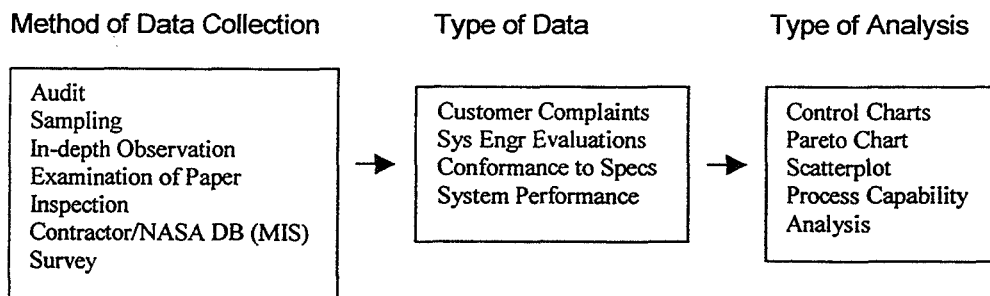 Method of Data Collection
Type of Data
Type of Analysis
Audit
Sampling
In-depth Observation
Examination of Paper
Inspection
Contractor/NASA DB (MIS)
Survey
Customer Complaints
Sys Engr Evaluations
Conformance to Specs
System Performance
Control Charts
Pareto Chart
Scatterplot
Process Capability
Analysis